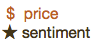 $ price
★ sentiment